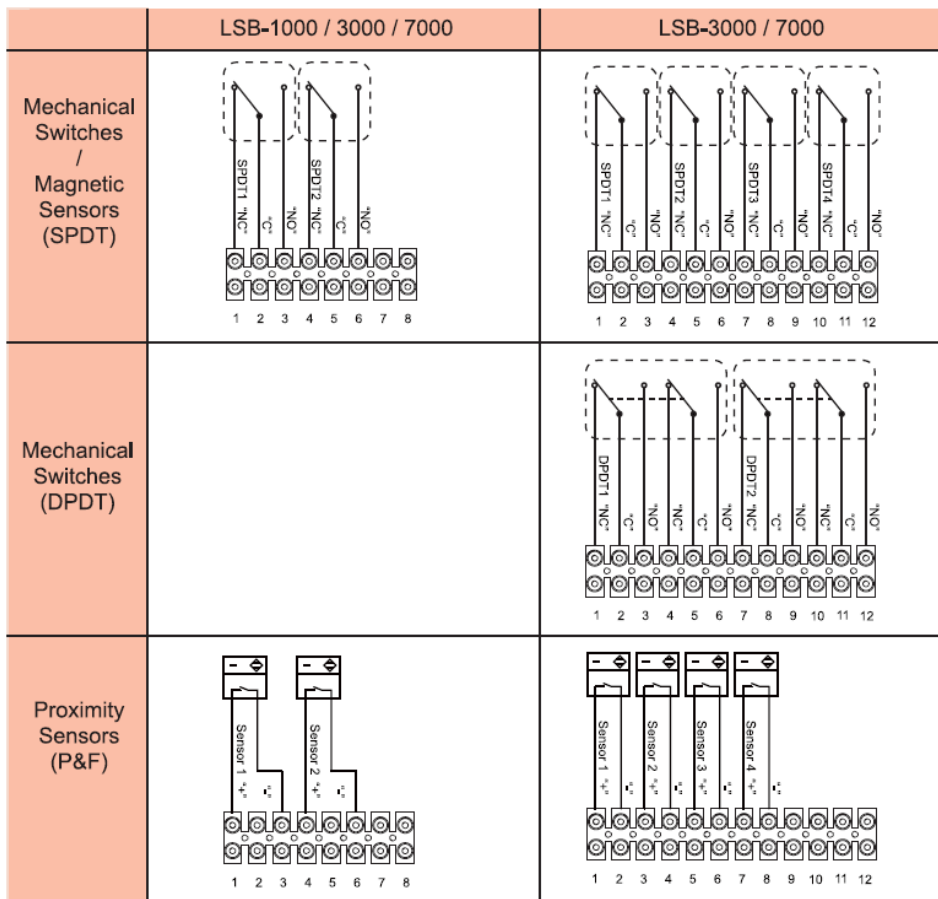 LSB-1000 / 3000 / 7000
LSB-3000 / 7000
Mechanical
Switches
/
Magnetic
Sensors
(SPDT)
SPDT1 "NC"
"C"
"NO"
SPDT2 "NC"
"C"
"NO"
1 2 3 4 5 6 7 8
SPDT1 "NC"
"C"
"NO"
SPDT2 "NC"
"C"
"NO"
SPDT3 "NC"
"C"
"NO"
SPDT4 "NC"
"C"
"NO"
1 2 3 4 5 6 7 8 9 10 11 12
Mechanical
Switches
(DPDT)
DPDT1 "NC"
"C"
"NO"
"NC"
"C"
"NO"
DPDT2 "NC"
"C"
"NO"
"NC"
"C"
"NO"
1 2 3 4 5 6 7 8 9 10 11 12
Proximity
Sensors
(P&F)
Sensor 1 "+"
"-"
Sensor 2 "+"
"-"
1 2 3 4 5 6 7 8
Sensor 1 "+"
"-"
Sensor 2 "+"
"-"
Sensor 3 "+"
"-"
Sensor 4 "+"
"-"
1 2 3 4 5 6 7 8 9 10 11 12